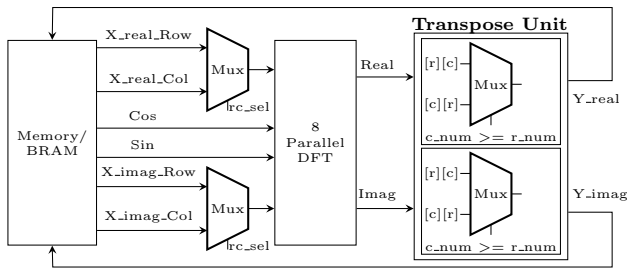 Transpose Unit
X_real_Row
Mux
X_real_Col
rc_sel
Cos
Sin
Memory/
BRAM
X_imag_Row
Mux
X_imag_Col
rc_sel
8
Parallel
DFT
Real
Imag
[r][c]
Mux
[c][r]
c_num >= r_num
[r][c]
Mux
[c][r]
c_num >= r_num
Y_real
Y_imag